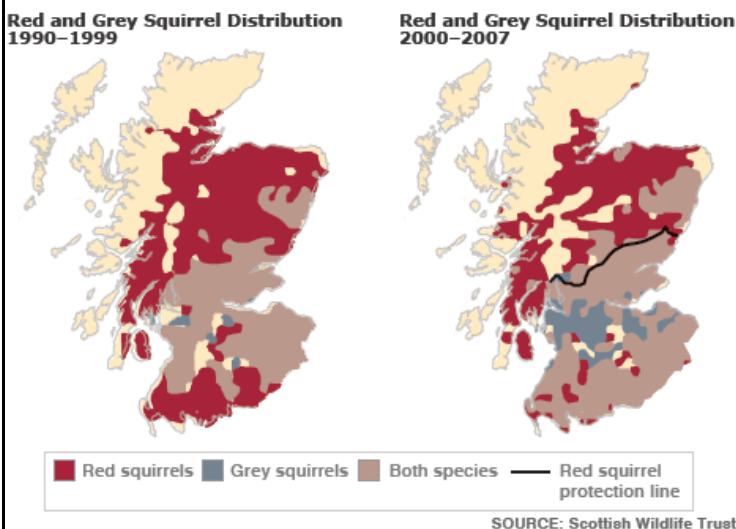 Red and Grey Squirrel Distribution
1990–1999
Red and Grey Squirrel Distribution
2000–2007
Red squirrels
Grey squirrels
Both species
Red squirrel
protection line
SOURCE: Scottish Wildlife Trust